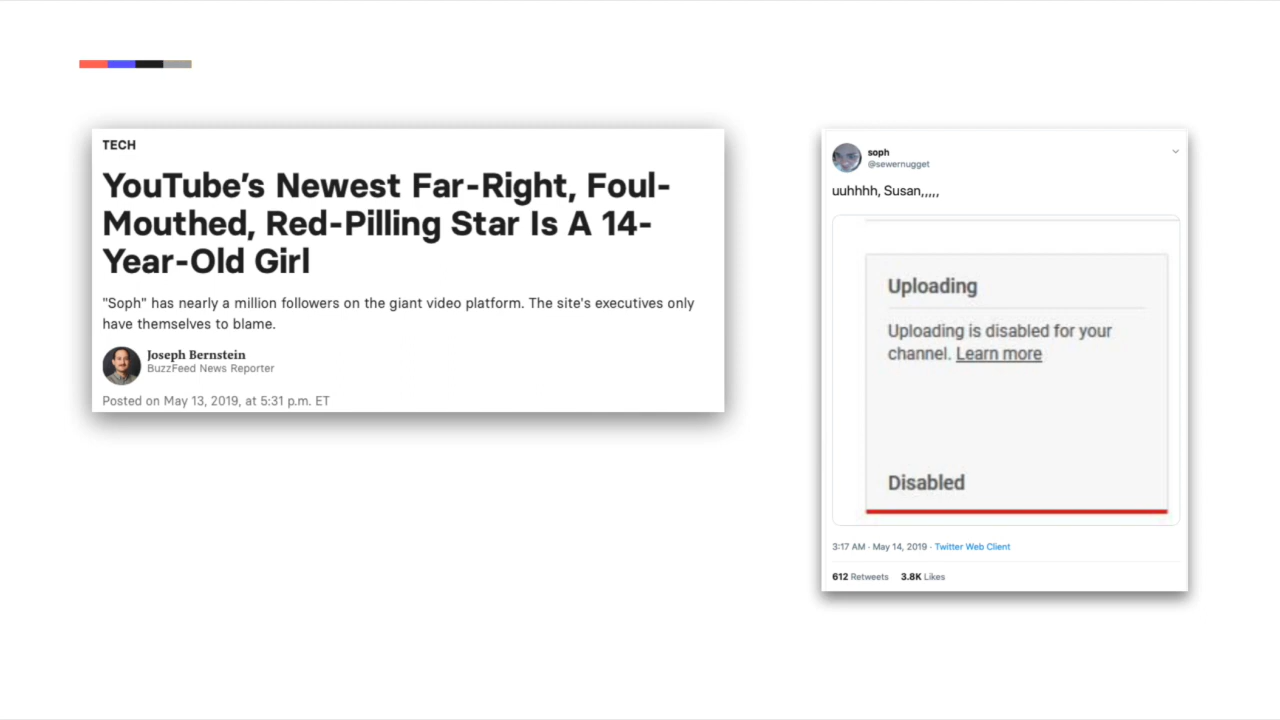 TECH
YouTube's Newest Far-Right, Foul-
Mouthed, Red-Pilling Star Is A 14-
Year-Old Girl
"Soph" has nearly a million followers on the giant video platform. The site's executives only
have themselves to blame.
Joseph Bernstein
BuzzFeed News Reporter
Posted on May 13, 2019, at 5:31 p.m. ET
soph
@sewernugget
uuhhhh, Susan,,,,,
Uploading
Uploading is disabled for your
channel. Learn more
Disabled
3:17 AM · May 14, 2019 · Twitter Web Client
612 Retweets 3.8K Likes